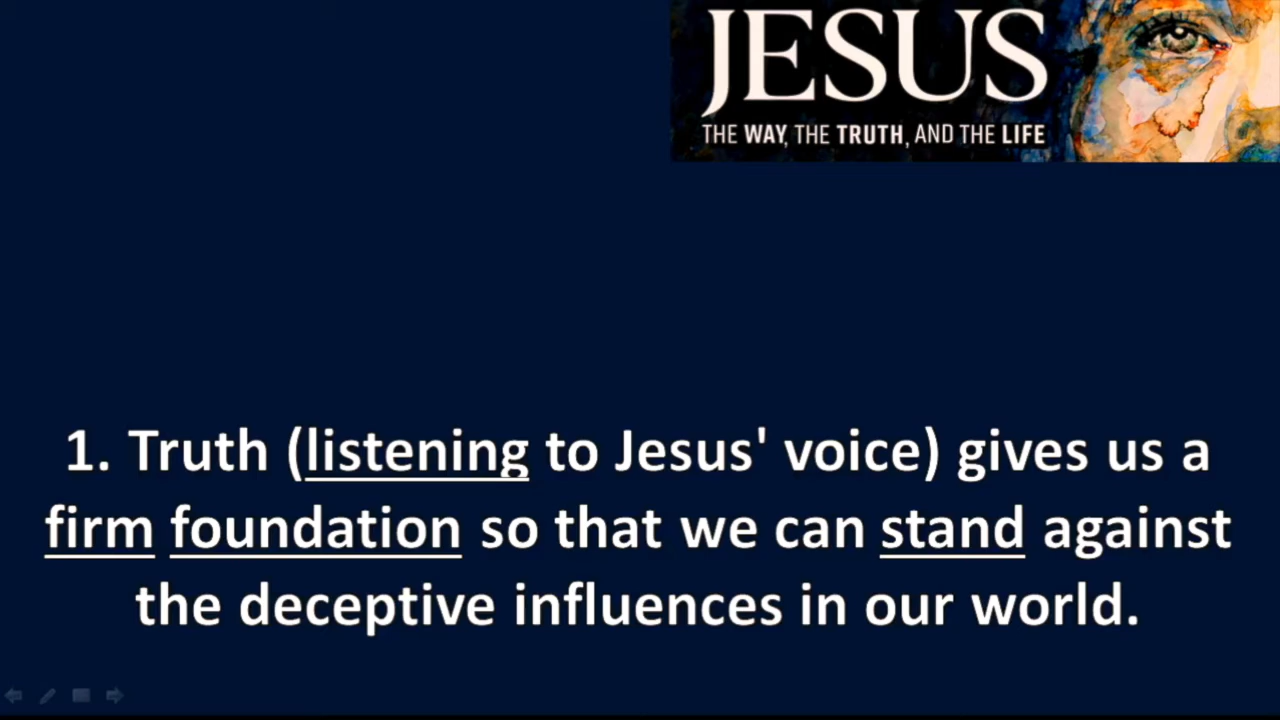 JESUS
THE WAY, THE TRUTH, AND THE LIFE
1. Truth (listening to Jesus' voice) gives us a
firm foundation so that we can stand against
the deceptive influences in our world.